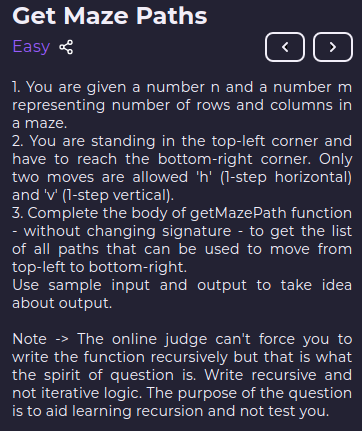 Get Maze Paths
Easy
1. You are given a number n and a number m
representing number of rows and columns in
a maze.
2. You are standing in the top-left corner and
have to reach the bottom-right corner. Only
two moves are allowed 'h' (1-step horizontal)
and 'v' (1-step vertical).
3. Complete the body of getMazePath function
- without changing signature - to get the list
of all paths that can be used to move from
top-left to bottom-right.
Use sample input and output to take idea
about output.
Note -> The online judge can't force you to
write the function recursively but that is what
the spirit of question is. Write recursive and
not iterative logic. The purpose of the question
is to aid learning recursion and not test you.